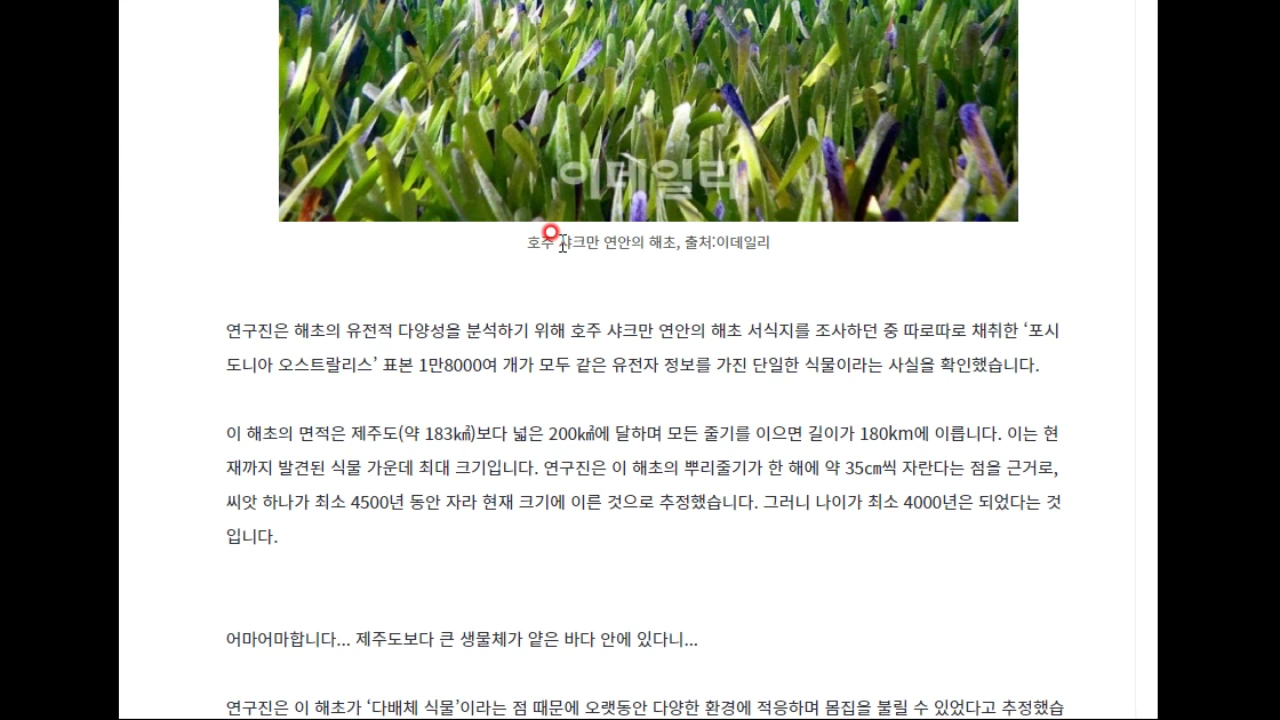 이데일리
호주 샤크만 연안의 해초, 출처:이데일리
연구진은 해초의 유전적 다양성을 분석하기 위해 호주 샤크만 연안의 해초 서식지를 조사하던 중 따로따로 채취한 ‘포시
도니아 오스트랄리스’ 표본 1만8000여 개가 모두 같은 유전자 정보를 가진 단일한 식물이라는 사실을 확인했습니다.
이 해초의 면적은 제주도(약 183㎢)보다 넓은 200㎢에 달하며 모든 줄기를 이으면 길이가 180km에 이릅니다. 이는 현
재까지 발견된 식물 가운데 최대 크기입니다. 연구진은 이 해초의 뿌리줄기가 한 해에 약 35㎝씩 자란다는 점을 근거로,
씨앗 하나가 최소 4500년 동안 자라 현재 크기에 이른 것으로 추정했습니다. 그러니 나이가 최소 4000년은 되었다는 것
입니다.
어마어마합니다... 제주도보다 큰 생물체가 얕은 바다 안에 있다니...
연구진은 이 해초가 ‘다배체 식물’이라는 점 때문에 오랫동안 다양한 환경에 적응하며 몸집을 불릴 수 있었다고 추정했습